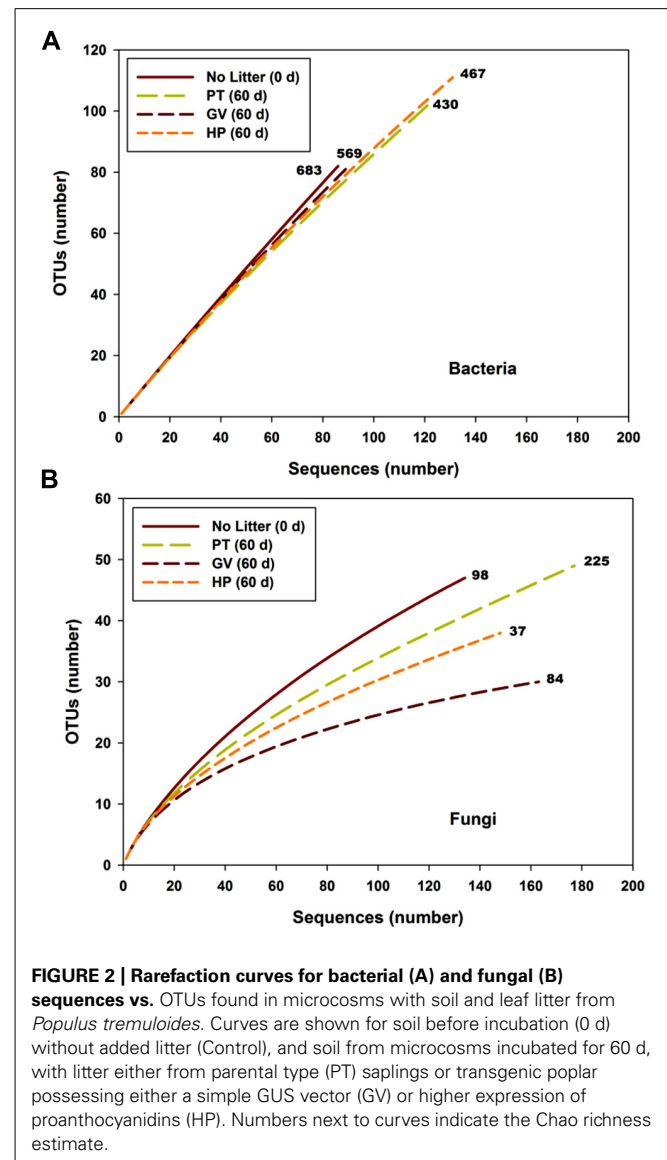 A
120
100
80
60
40
20
0
OTUs (number)
No Litter (0 d)
PT (60 d)
GV (60 d)
HP (60 d)
683
569
467
430
Bacteria
0 20 40 60 80 100 120 140 160 180 200
Sequences (number)
B
60
50
40
30
20
10
0
OTUs (number)
No Litter (0 d)
PT (60 d)
GV (60 d)
HP (60 d)
98
225
37
84
Fungi
0 20 40 60 80 100 120 140 160 180 200
Sequences (number)
FIGURE 2 | Rarefaction curves for bacterial (A) and fungal (B)
sequences vs. OTUs found in microcosms with soil and leaf litter from
Populus tremuloides. Curves are shown for soil before incubation (0 d)
without added litter (Control), and soil from microcosms incubated for 60 d,
with litter either from parental type (PT) saplings or transgenic poplar
possessing either a simple GUS vector (GV) or higher expression of
proanthocyanidins (HP). Numbers next to curves indicate the Chao richness
estimate.